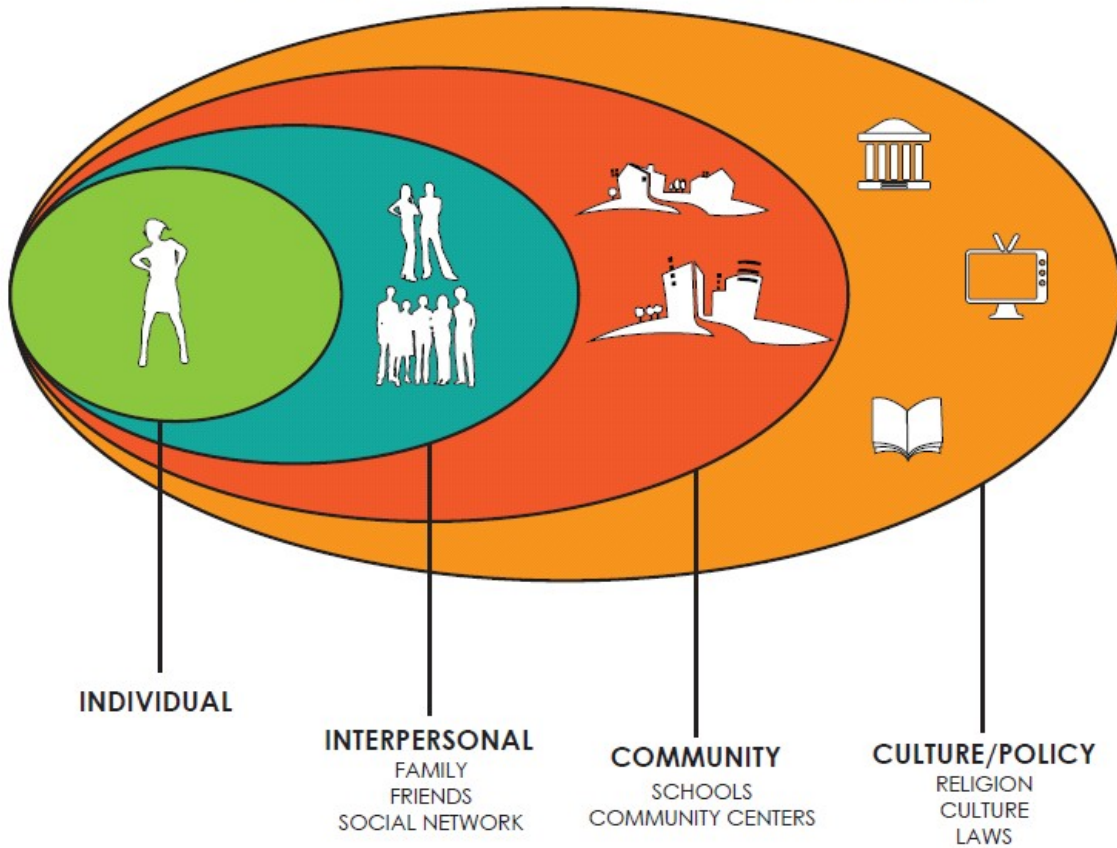 INDIVIDUAL
INTERPERSONAL
FAMILY
FRIENDS
SOCIAL NETWORK
COMMUNITY
SCHOOLS
COMMUNITY CENTERS
CULTURE/POLICY
RELIGION
CULTURE
LAWS